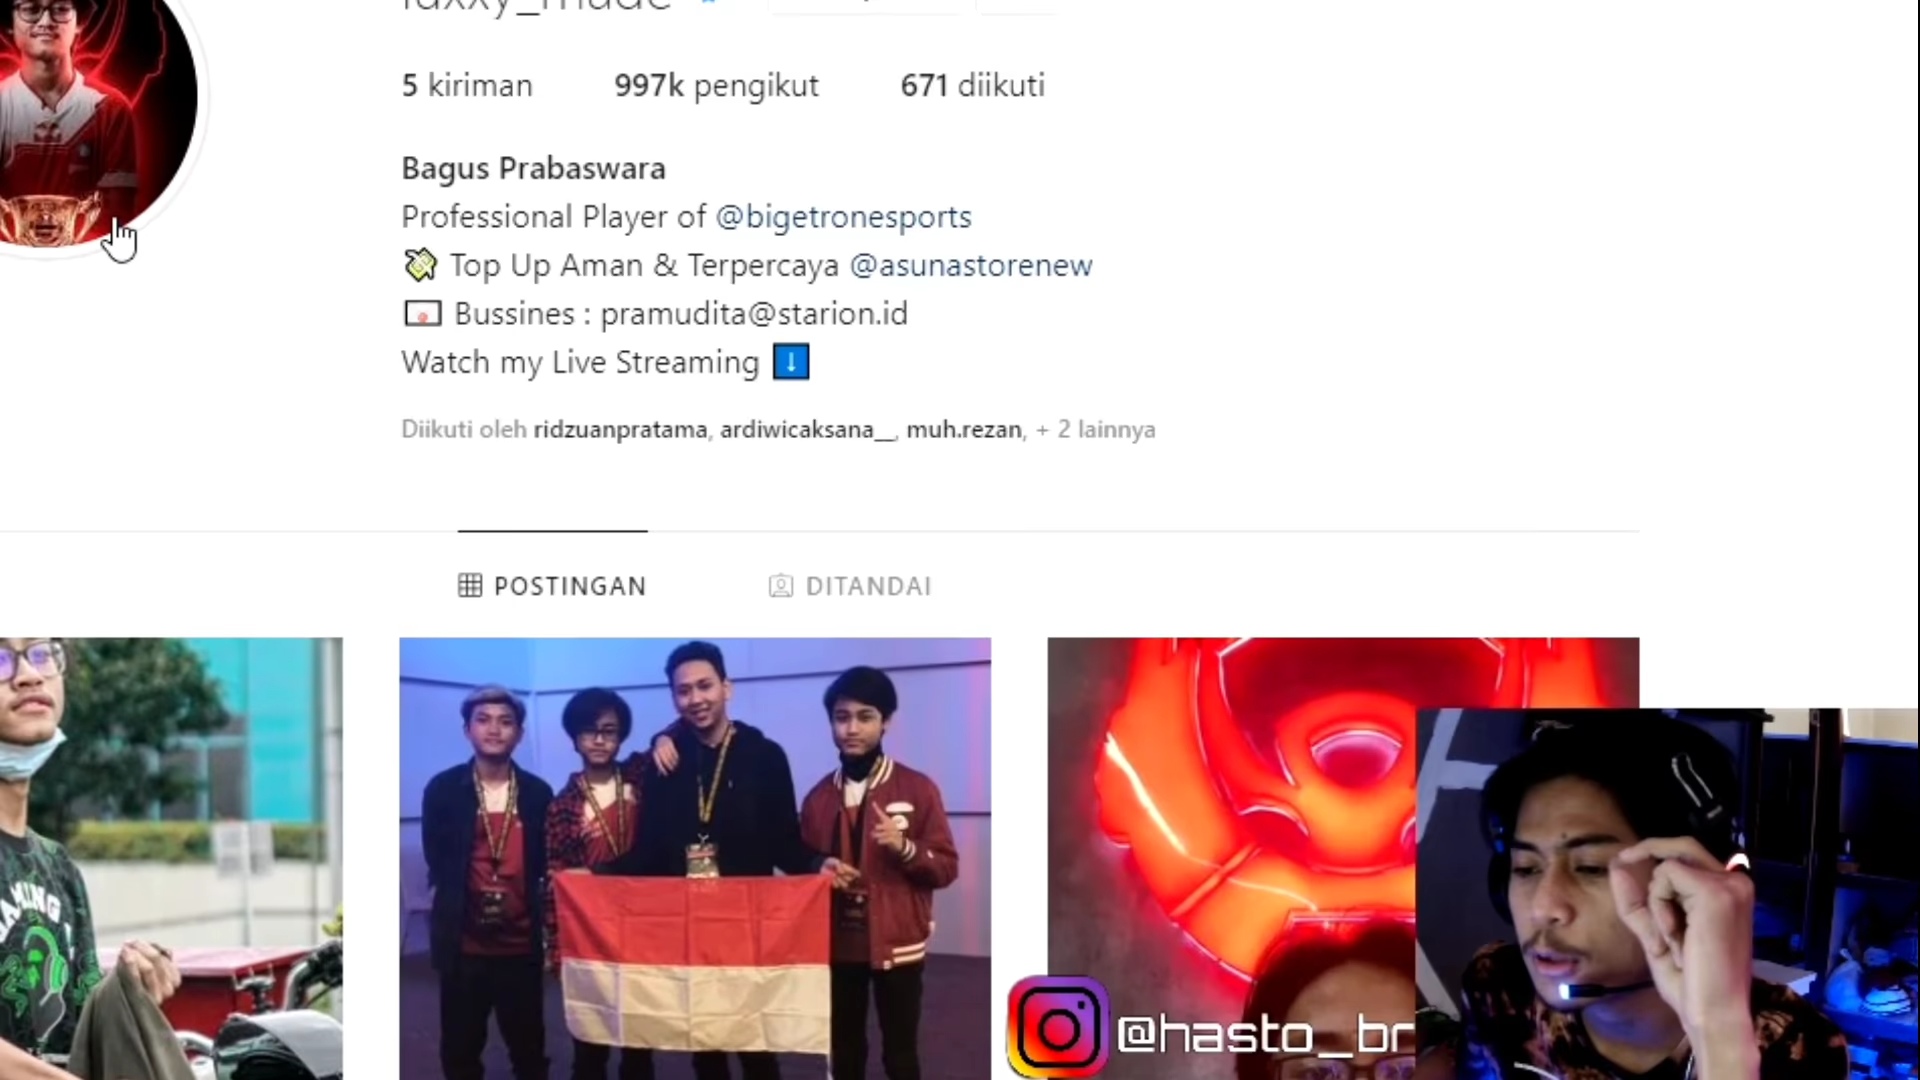 5 kiriman 997k pengikut 671 diikuti
Bagus Prabaswara
Professional Player of @bigetronesports
Top Up Aman & Terpercaya @asunastorenew
Bussines : pramudita@starion.id
Watch my Live Streaming
Diikuti oleh ridzuanpratama, ardiwicaksana__, muh.rezan, + 2 lainnya
POSTINGAN DITANDAI
@hasto_br